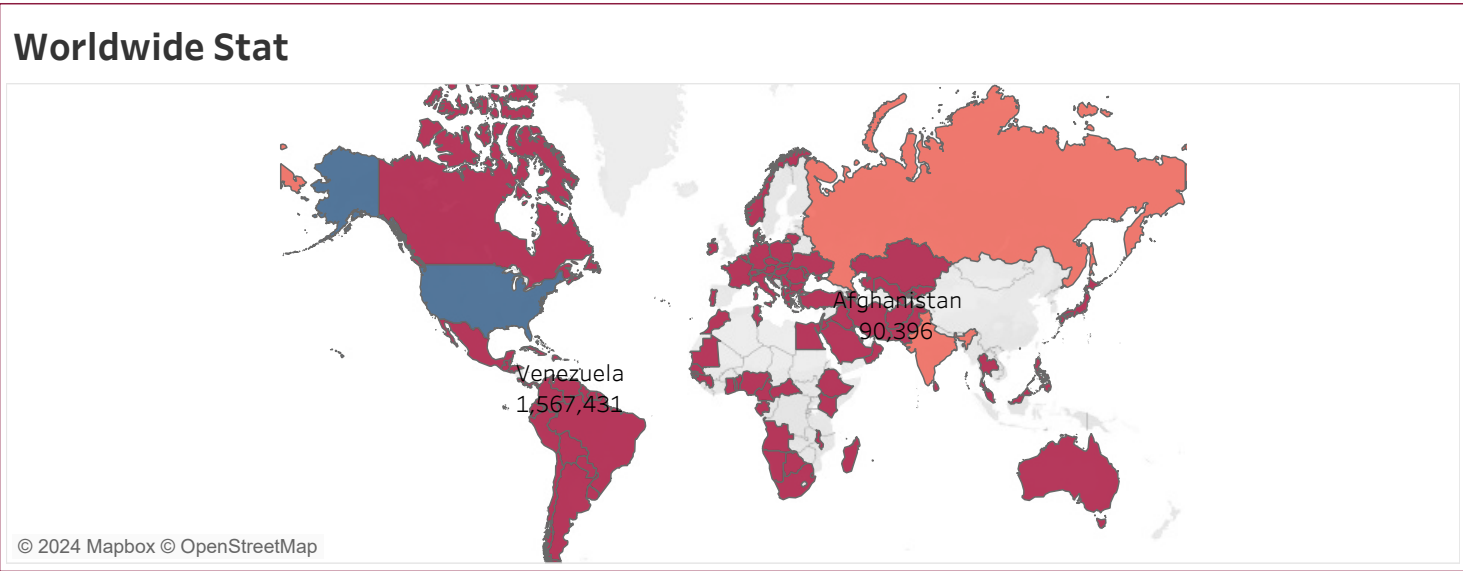 Worldwide Stat
Afghanistan
90,396
Venezuela
1,567,431
© 2024 Mapbox © OpenStreetMap